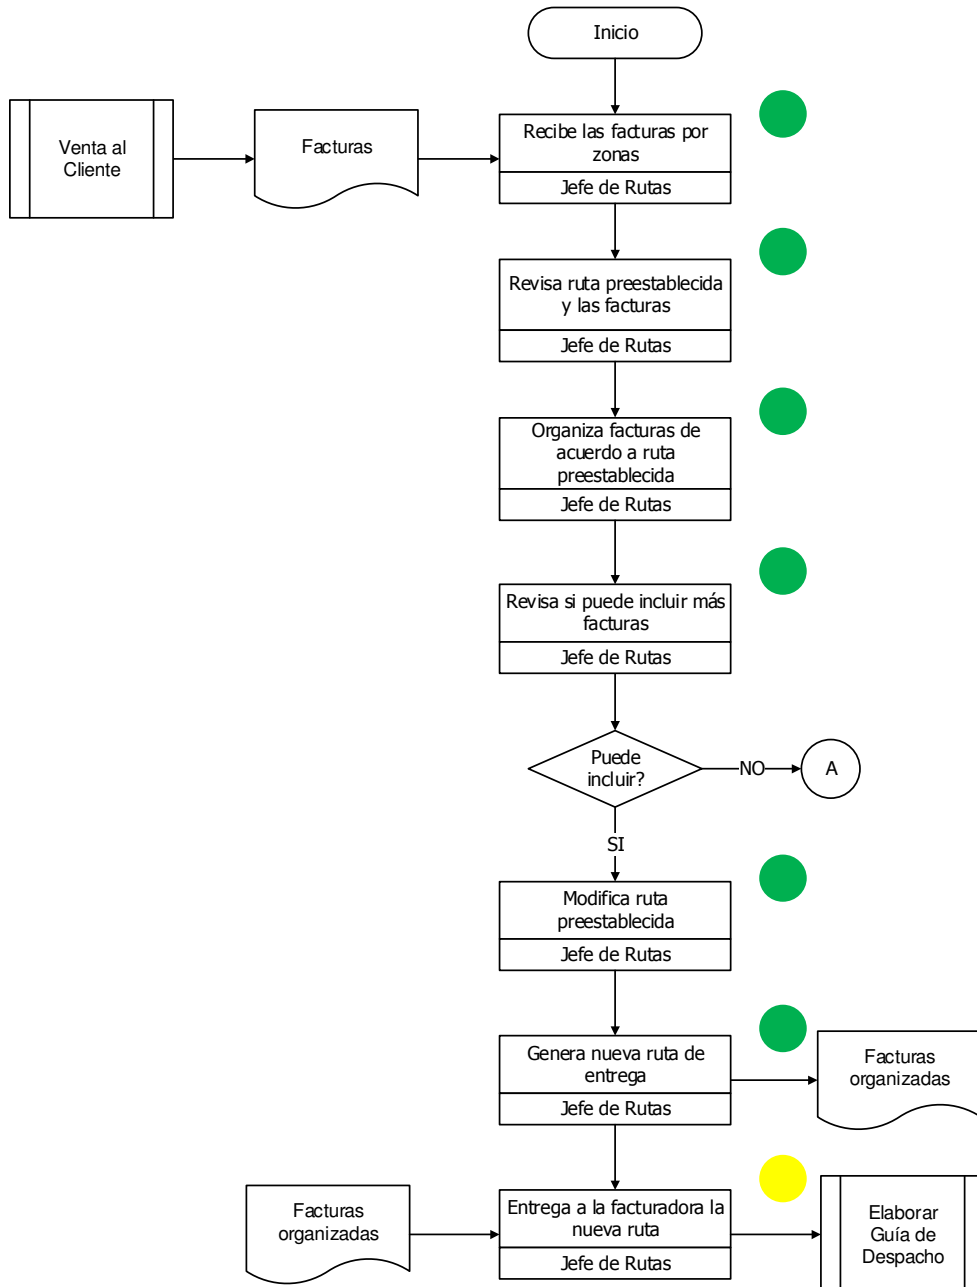 Inicio
Venta al
Cliente
Facturas
Recibe las facturas por
zonas
Jefe de Rutas
Revisa ruta preestablecida
y las facturas
Jefe de Rutas
Organiza facturas de
acuerdo a ruta
preestablecida
Jefe de Rutas
Revisa si puede incluir más
facturas
Jefe de Rutas
Puede
incluir?
NO
A
SI
Modifica ruta
preestablecida
Jefe de Rutas
Genera nueva ruta de
entrega
Jefe de Rutas
Facturas
organizadas
Facturas
organizadas
Entrega a la facturadora la
nueva ruta
Jefe de Rutas
Elaborar
Guía de
Despacho